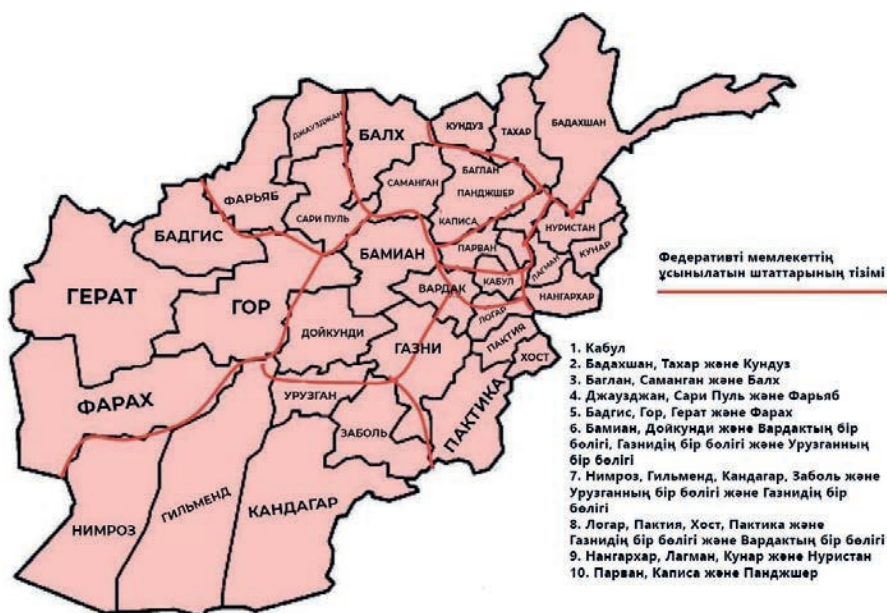 ДЖАУЗДЖАН
БАЛХ
КУНДУЗ
ТАХАР
БАДАХШАН
БАГЛАН
САМАНГАН
ПАНДЖШЕР
ФАРЬЯБ
САРИ ПУЛЬ
КАПИСА
НУРИСТАН
БАДГИС
БАМИАН
ПАРВАН
КУНАР
ЛАГМАН
КАБУЛ
ВАРДАК
НАНГАРХАР
ГЕРАТ
ГОР
ЛОГАР
ДОЙКУНДИ
ГАЗНИ
ПАКТИЯ
ХОСТ
ФАРАХ
УРУЗГАН
ПАКТИКА
ЗАБОЛЬ
НИМРОЗ
ГИЛЬМЕНД
КАНДАГАР
Федеративті мемлекеттің
ұсынылатын штаттарының тізімі
1. Кабул
2. Бадахшан, Тахар және Кундуз
3. Баглан, Саманган және Балх
4. Джаузджан, Сари Пуль және Фарьяб
5. Бадгис, Гор, Герат және Фарах
6. Бамиан, Дойкунди және Вардактың бір
бөлігі, Газнидің бір бөлігі және Урузганның
бір бөлігі
7. Нимроз, Гильменд, Кандагар, Заболь және
Урузганның бір бөлігі және Газнидің бір
бөлігі
8. Логар, Пактия, Хост, Пактика және
Газнидің бір бөлігі және Вардактың бір бөлігі
9. Нангархар, Лагман, Кунар және Нуристан
10. Парван, Каписа және Панджшер